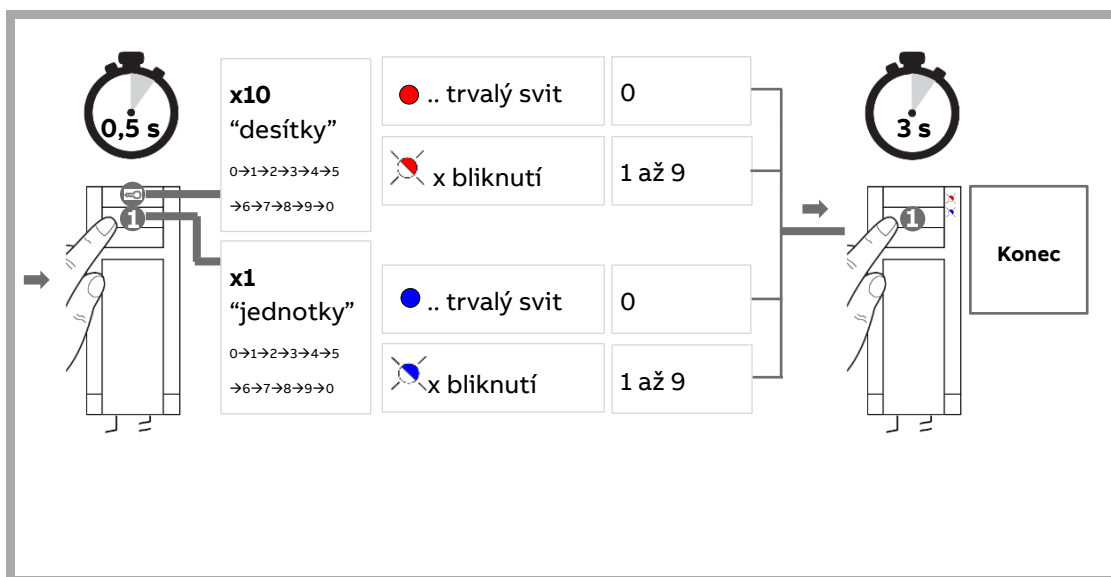 0,5 s
x10
“desítky”
0→1→2→3→4→5
→6→7→8→9→0
1
x1
“jednotky”
0→1→2→3→4→5
→6→7→8→9→0
.. trvalý svit
0
x bliknutí
1 až 9
.. trvalý svit
0
x bliknutí
1 až 9
3 s
1
Konec